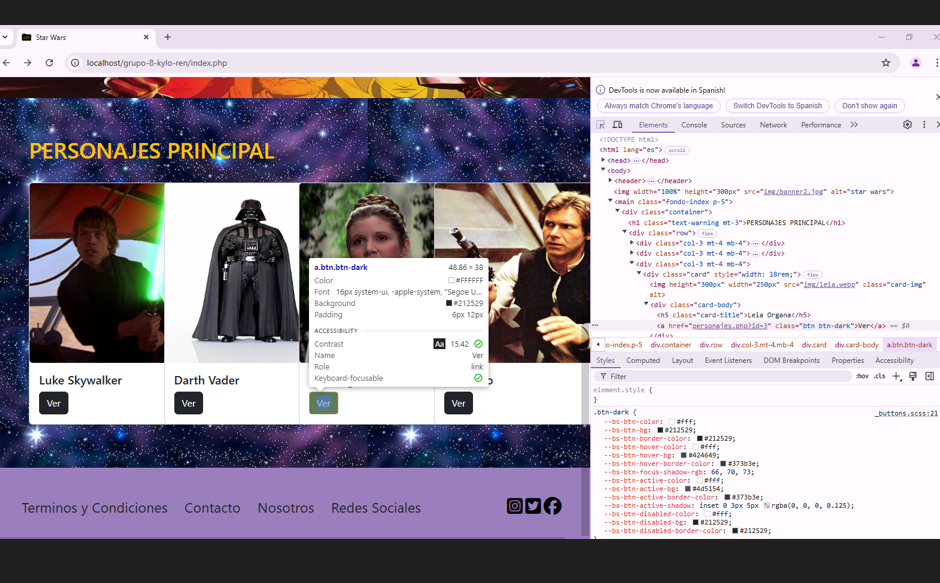 Star Wars
localhost/grupo-8-kylo-ren/index.php
PERSONAJES PRINCIPAL
a.btn.btn-dark 48.86 × 38
Color #FFFFFF
Font 16px system-ui, -apple-system, "Segoe U...
Background #212529
Padding 6px 12px
ACCESSIBILITY
Contrast Aa 15.42
Name Ver
Role link
Keyboard-focusable
Luke Skywalker
Darth Vader
o
Ver
Ver
Ver
Ver
Terminos y Condiciones Contacto Nosotros Redes Sociales
DevTools is now available in Spanish!
Always match Chrome's language Switch DevTools to Spanish Don't show again
Elements Console Sources Network Performance
<!DOCTYPE html>
<html lang="es"> scroll
<head> </head>
<body>
<header> </header>
<img width="100%" height="300px" src="img/banner2.jpg" alt="star wars">
<main class="fondo-index p-5">
<div class="container">
<h1 class="text-warning mt-3">PERSONAJES PRINCIPAL</h1>
<div class="row"> flex
<div class="col-3 mt-4 mb-4"> </div>
<div class="col-3 mt-4 mb-4"> </div>
<div class="col-3 mt-4 mb-4">
<div class="card" style="width: 18rem;"> flex
<img height="300px" width="250px" src="img/leia.webp" class="card-img"
alt>
<div class="card-body">
<h5 class="card-title">Leia Organa</h5>
<a href="personajes.php?id=3" class="btn btn-dark">Ver</a> == $0
</div>
o-index.p-5 div.container div.row div.col-3.mt-4.mb-4 div.card div.card-body a.btn.btn-dark
Styles Computed Layout Event Listeners DOM Breakpoints Properties Accessibility
Filter :hov .cls
element.style {
}
.btn-dark { _buttons.scss:21
--bs-btn-color: #fff;
--bs-btn-bg: #212529;
--bs-btn-border-color: #212529;
--bs-btn-hover-color: #fff;
--bs-btn-hover-bg: #424649;
--bs-btn-hover-border-color: #373b3e;
--bs-btn-focus-shadow-rgb: 66, 70, 73;
--bs-btn-active-color: #fff;
--bs-btn-active-bg: #4d5154;
--bs-btn-active-border-color: #373b3e;
--bs-btn-active-shadow: inset 0 3px 5px rgba(0, 0, 0, 0.125);
--bs-btn-disabled-color: #fff;
--bs-btn-disabled-bg: #212529;
--bs-btn-disabled-border-color: #212529;